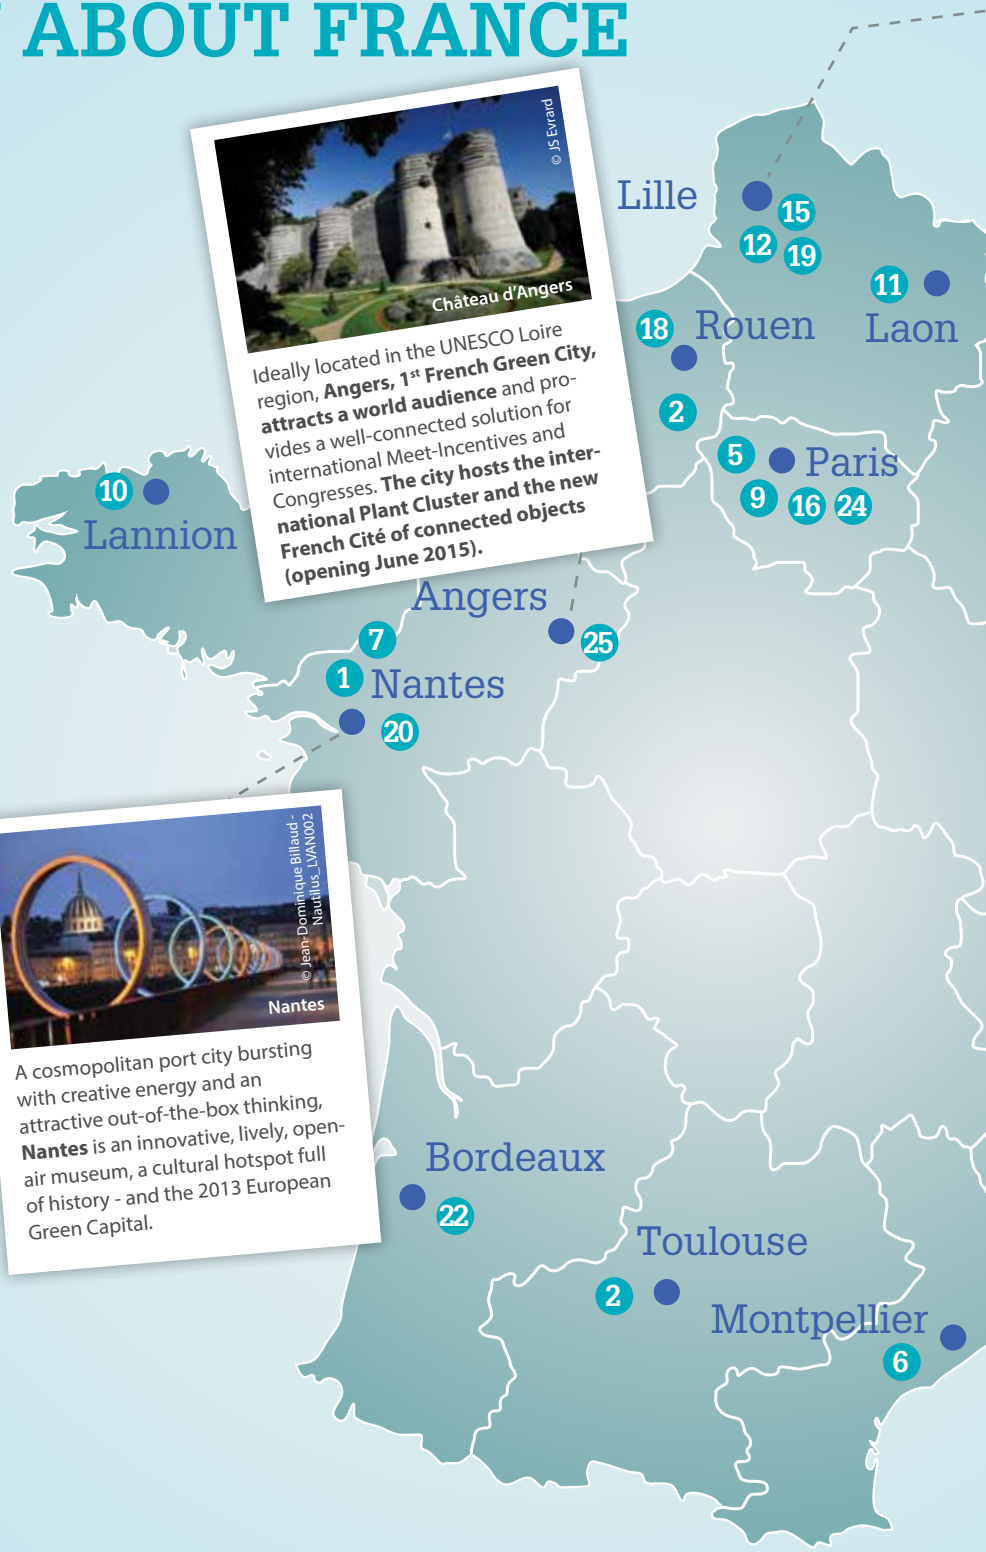 ABOUT FRANCE
© JS Evrard
Château d'Angers
Ideally located in the UNESCO Loire
region, Angers, 1st French Green City,
attracts a world audience and pro-
vides a well-connected solution for
international Meet-Incentives and
Congresses. The city hosts the inter-
national Plant Cluster and the new
French Cité of connected objects
(opening June 2015).
Lille
15
12
19
11
Laon
18
Rouen
2
5
Paris
9
16
24
10
Lannion
Angers
25
7
1
Nantes
20
© Jean-Dominique Billaud -
Nautilus_LVAN002
Nantes
A cosmopolitan port city bursting
with creative energy and an
attractive out-of-the-box thinking,
Nantes is an innovative, lively, open-
air museum, a cultural hotspot full
of history - and the 2013 European
Green Capital.
Bordeaux
22
Toulouse
2
Montpellier
6